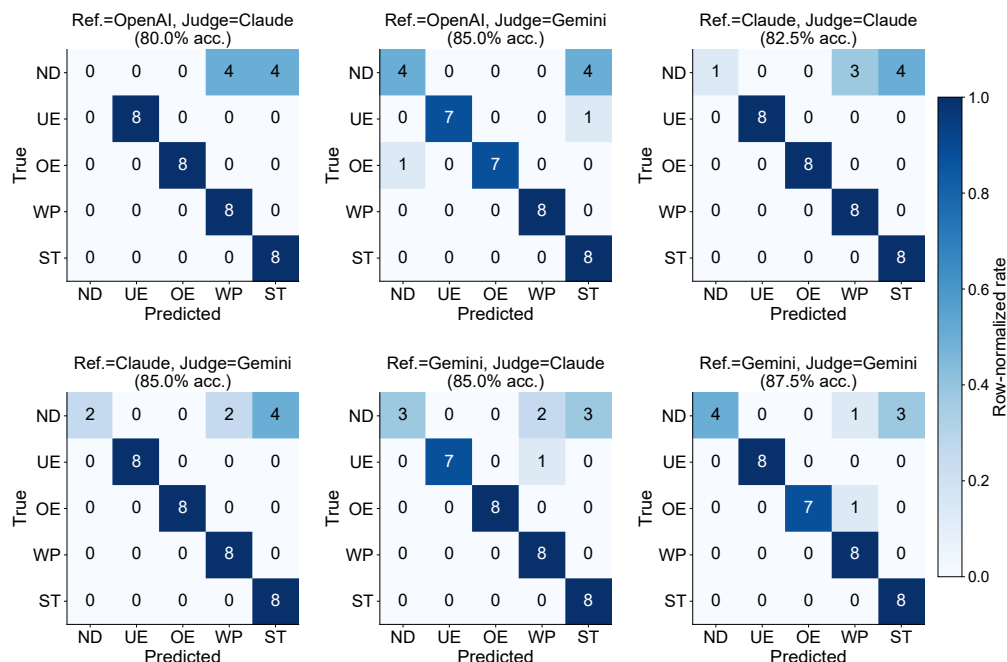 Ref.=OpenAI, Judge=Claude
(80.0% acc.)
True
ND 0 0 0 4 4
UE 0 8 0 0 0
OE 0 0 8 0 0
WP 0 0 0 8 0
ST 0 0 0 0 8
ND UE OE WP ST
Predicted
Ref.=OpenAI, Judge=Gemini
(85.0% acc.)
True
ND 4 0 0 0 4
UE 0 7 0 0 1
OE 1 0 7 0 0
WP 0 0 0 8 0
ST 0 0 0 0 8
ND UE OE WP ST
Predicted
Ref.=Claude, Judge=Claude
(82.5% acc.)
True
ND 1 0 0 3 4
UE 0 8 0 0 0
OE 0 0 8 0 0
WP 0 0 0 8 0
ST 0 0 0 0 8
ND UE OE WP ST
Predicted
Ref.=Claude, Judge=Gemini
(85.0% acc.)
True
ND 2 0 0 2 4
UE 0 8 0 0 0
OE 0 0 8 0 0
WP 0 0 0 8 0
ST 0 0 0 0 8
ND UE OE WP ST
Predicted
Ref.=Gemini, Judge=Claude
(85.0% acc.)
True
ND 3 0 0 2 3
UE 0 7 0 1 0
OE 0 0 8 0 0
WP 0 0 0 8 0
ST 0 0 0 0 8
ND UE OE WP ST
Predicted
Ref.=Gemini, Judge=Gemini
(87.5% acc.)
True
ND 4 0 0 1 3
UE 0 8 0 0 0
OE 0 0 7 1 0
WP 0 0 0 8 0
ST 0 0 0 0 8
ND UE OE WP ST
Predicted
1.0
0.8
0.6
0.4
0.2
0.0
Row-normalized rate